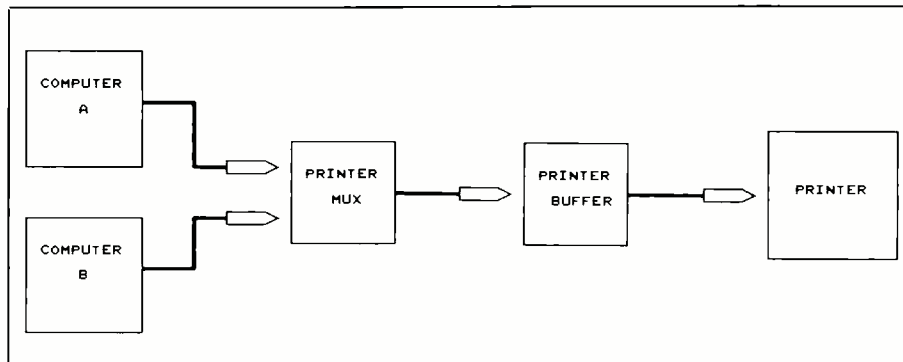 COMPUTER
A
PRINTER
MUX
PRINTER
BUFFER
PRINTER
COMPUTER
B